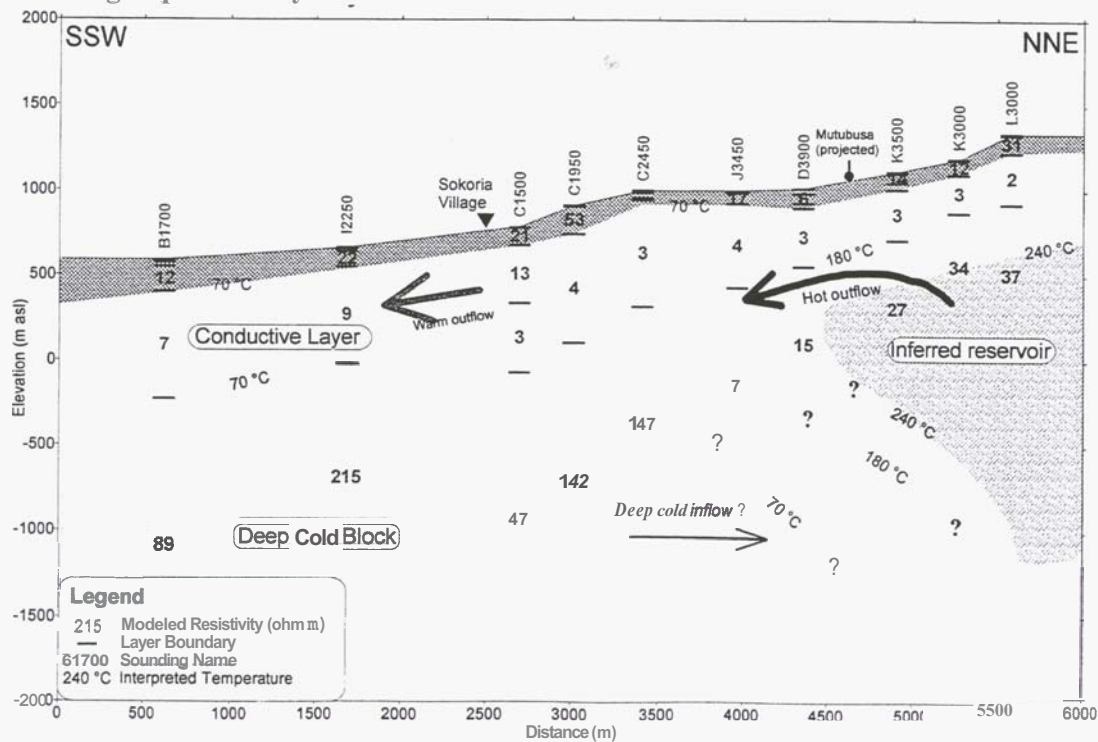 SSW
NNE
2000
1500
1000
500
0
-500
-1000
-1500
-2000
Elevation (m asl)
B1700
I2250
C1500
C1950
C2450
J3450
D3900
K3500
K3000
L3000
Sokoria
Village
Mutubusa
(projected)
12
22
21
53
17
6
14
12
31
70 °C
70 °C
7
9
13
4
3
4
3
3
3
2
180 °C
240 °C
Warm outflow
Hot outflow
3
15
27
34
37
Conductive Layer
Inferred reservoir
70 °C
7
?
?
147
?
240 °C
180 °C
215
142
47
Deep cold inflow ?
70 °C
?
89
Deep Cold Block
?
Legend
215 Modeled Resistivity (ohm m)
Layer Boundary
61700 Sounding Name
240 °C Interpreted Temperature
0 500 1000 1500 2000 2500 3000 3500 4000 4500 5000 5500 6000
Distance (m)